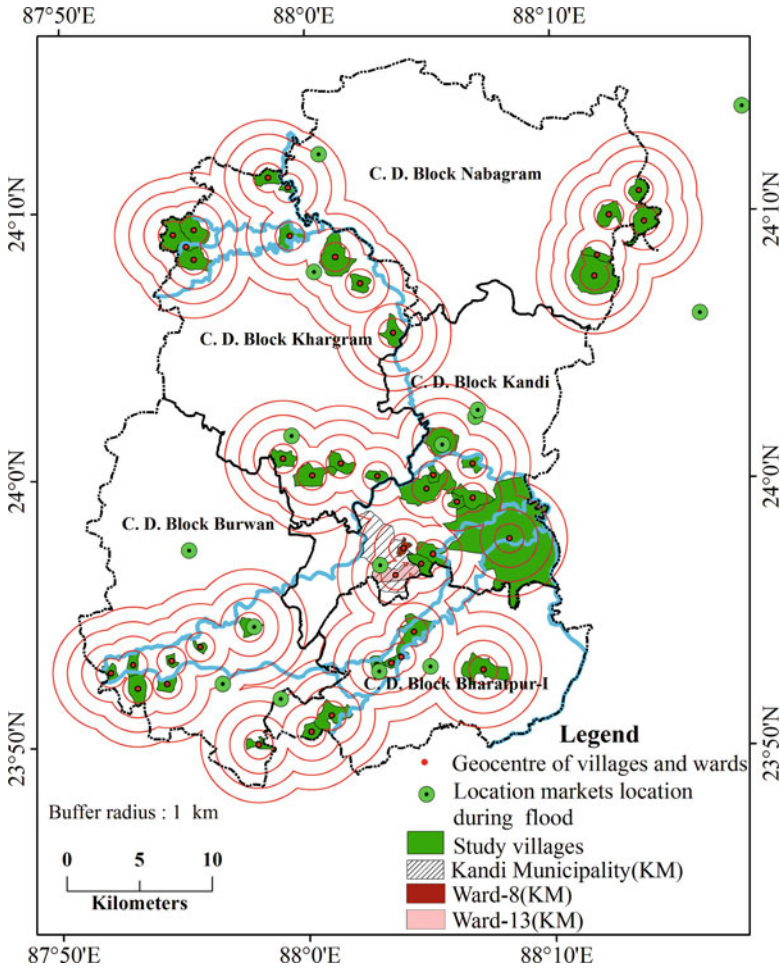 87°50'E 88°0'E 88°10'E
C. D. Block Nabagram
24°10'N 24°10'N
C. D. Block Khargram
C. D. Block Kandi
24°0'N 24°0'N
C. D. Block Burwan
C. D. Block Bharatpur-I
23°50'N 23°50'N
Legend
Geocentre of villages and wards
Location markets location
during flood
Study villages
Kandi Municipality(KM)
Ward-8(KM)
Ward-13(KM)
Buffer radius : 1 km
0 5 10
Kilometers
87°50'E 88°0'E 88°10'E